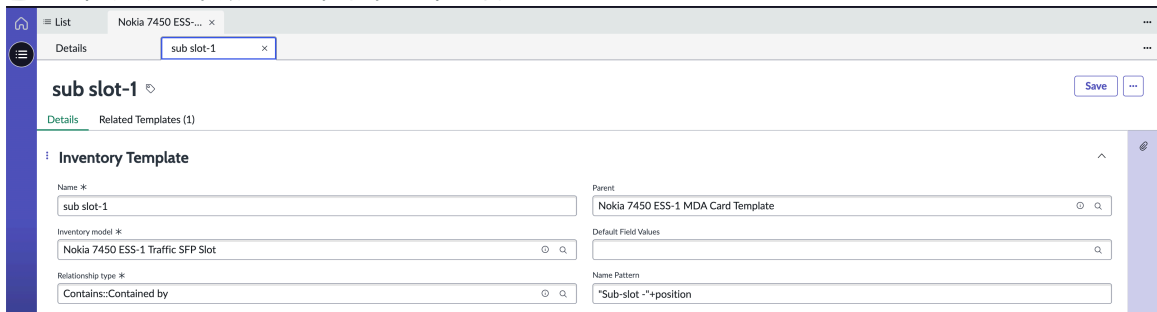 List
Nokia 7450 ESS-... ×
Details
sub slot-1 ×
sub slot-1
Save
Details Related Templates (1)
Inventory Template
Name *
Parent
sub slot-1
Nokia 7450 ESS-1 MDA Card Template
Inventory model *
Default Field Values
Nokia 7450 ESS-1 Traffic SFP Slot
Relationship type *
Name Pattern
Contains::Contained by
"Sub-slot -"+position